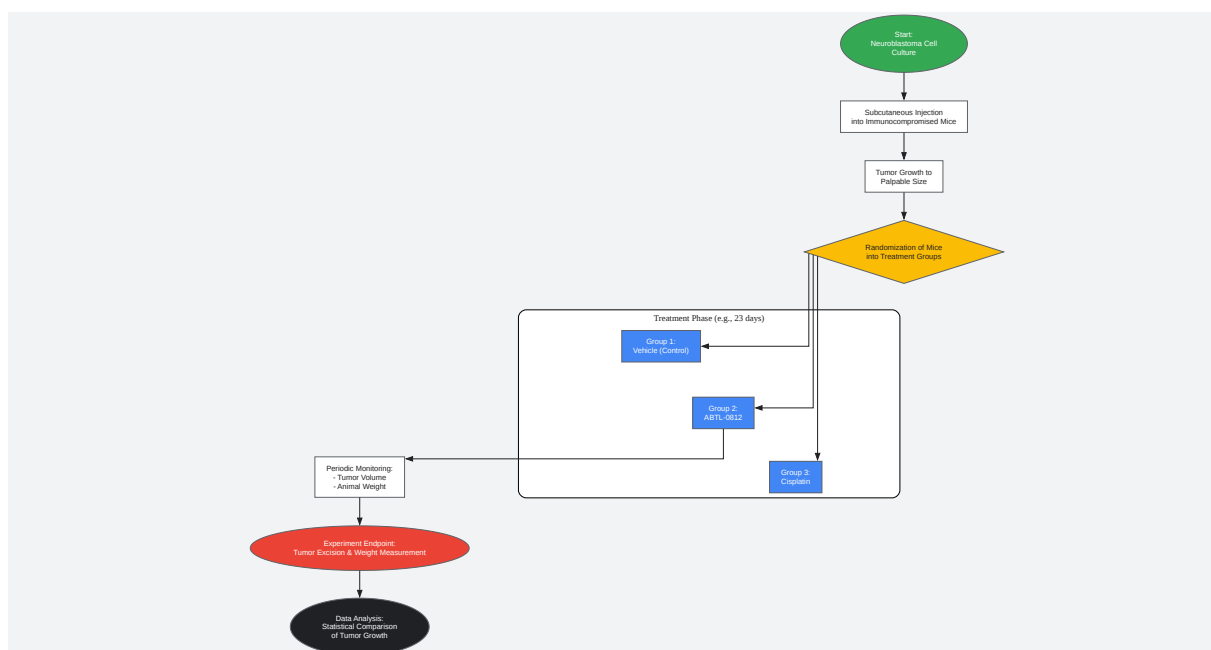 Start:
Neuroblastoma Cell
Culture
Subcutaneous Injection
into Immunocompromised Mice
Tumor Growth to
Palpable Size
Randomization of Mice
into Treatment Groups
Treatment Phase (e.g., 23 days)
Group 1:
Vehicle (Control)
Group 2:
ABTL-0812
Group 3:
Cisplatin
Periodic Monitoring:
- Tumor Volume
- Animal Weight
Experiment Endpoint:
Tumor Excision & Weight Measurement
Data Analysis:
Statistical Comparison
of Tumor Growth